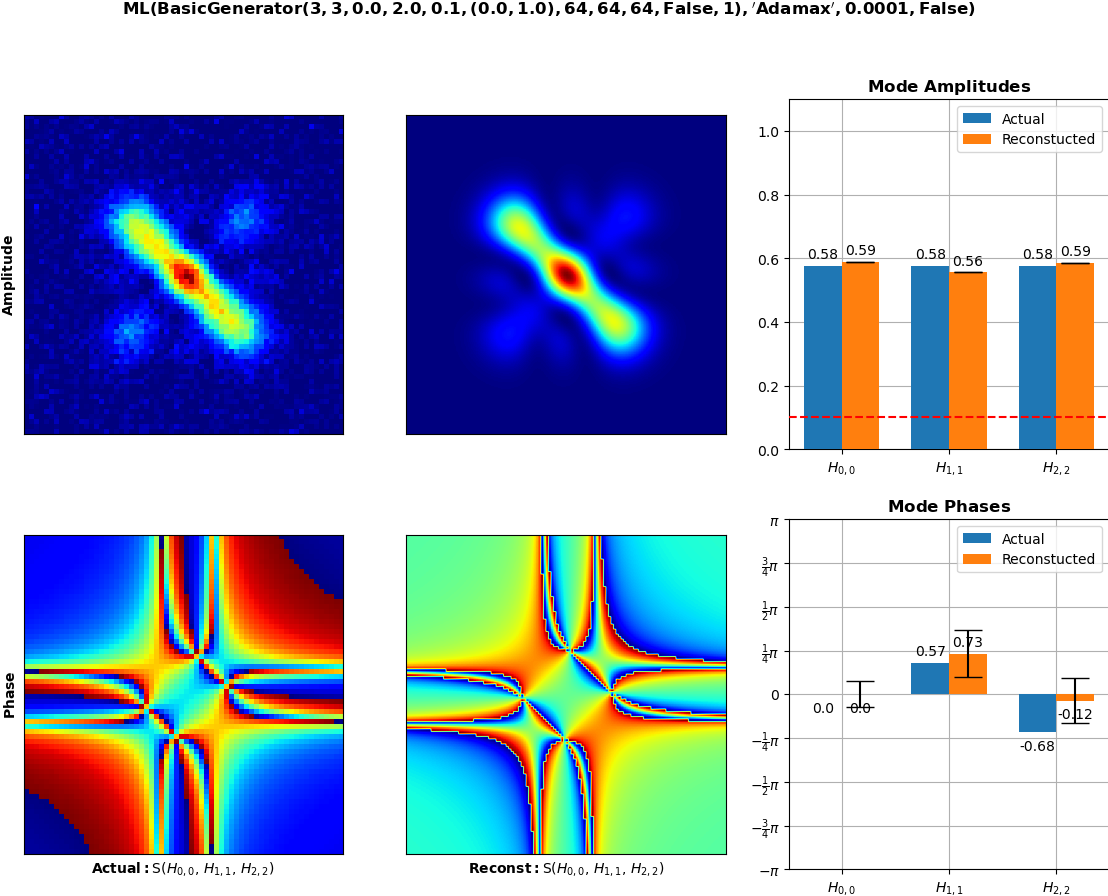 ML(BasicGenerator(3, 3, 0.0, 2.0, 0.1, (0.0, 1.0), 64, 64, 64, False, 1), 'Adamax', 0.0001, False)
Amplitude
Mode Amplitudes
Actual
Reconstucted
1.0
0.8
0.6
0.4
0.2
0.0
0.58 0.59 0.58 0.56 0.58 0.59
H0,0 H1,1 H2,2
Phase
Actual: S(H0,0, H1,1, H2,2)
Reconst: S(H0,0, H1,1, H2,2)
Mode Phases
Actual
Reconstucted
π
3/4π
1/2π
1/4π
0
−1/4π
−1/2π
−3/4π
−π
0.0 -0.0 0.57 0.73 -0.68 -0.12
H0,0 H1,1 H2,2